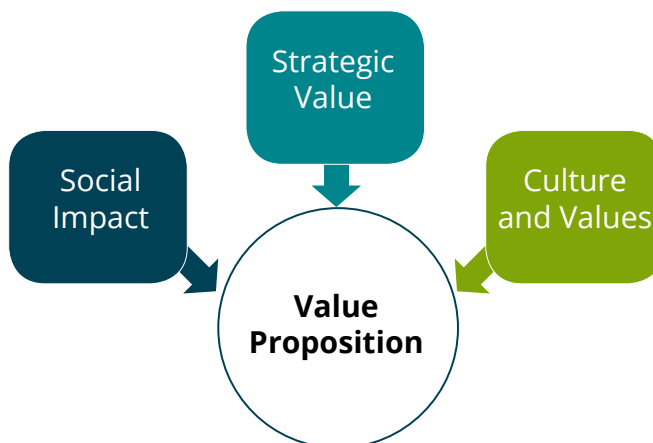 Strategic
Value
Social
Impact
Culture
and Values
Value
Proposition